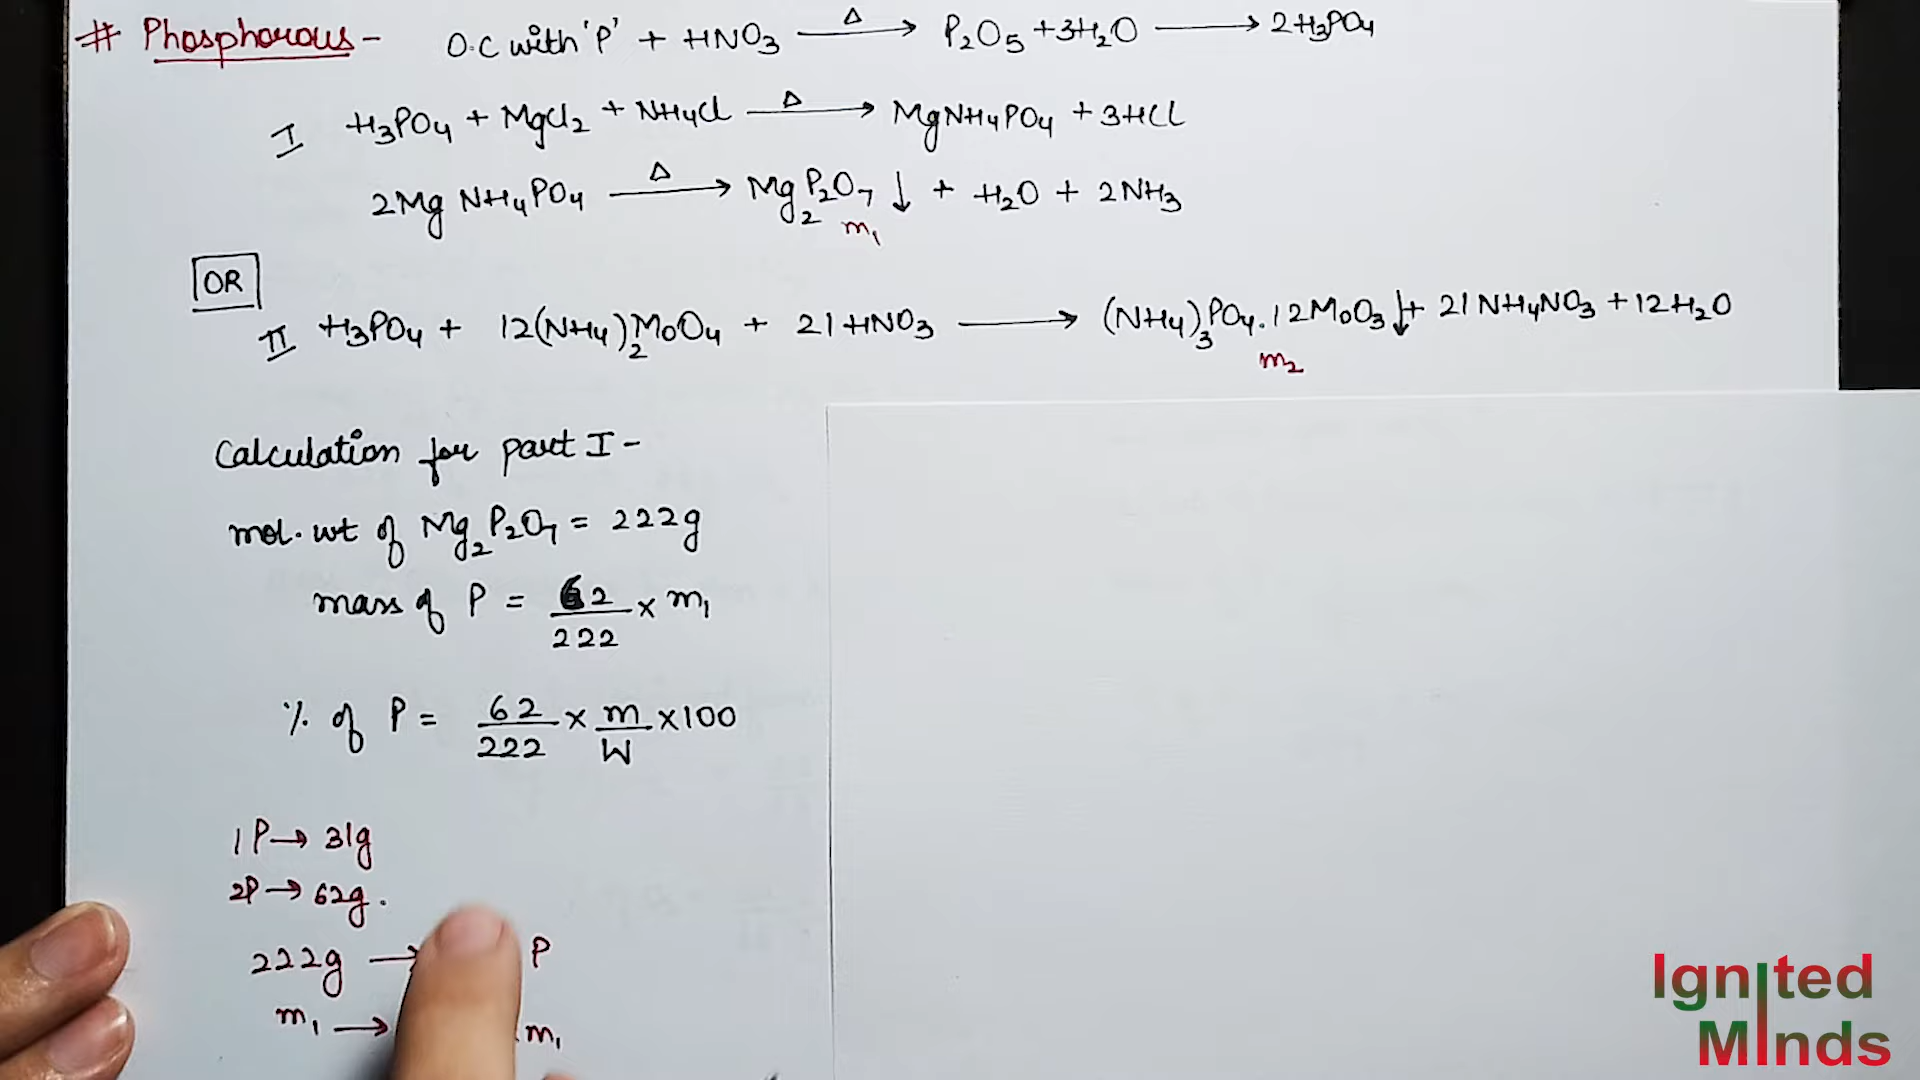 # Phosphorous - O.C with 'P' + HNO3 —Δ→ P2O5 + 3H2O → 2H3PO4
I H3PO4 + MgCl2 + NH4Cl —Δ→ MgNH4PO4 + 3HCl
2Mg NH4PO4 —Δ→ Mg2P2O7 ↓ + H2O + 2NH3
m1
OR
II H3PO4 + 12(NH4)2MoO4 + 21HNO3 → (NH4)3PO4.12MoO3↓ + 21NH4NO3 + 12H2O
m2
Calculation for part I -
mol. wt of Mg2P2O7 = 222g
mass of P = 62/222 x m1
% of P = 62/222 x m/W x 100
1P → 31g
2P → 62g.
222g → P
m1 → m1
Ignited
Minds